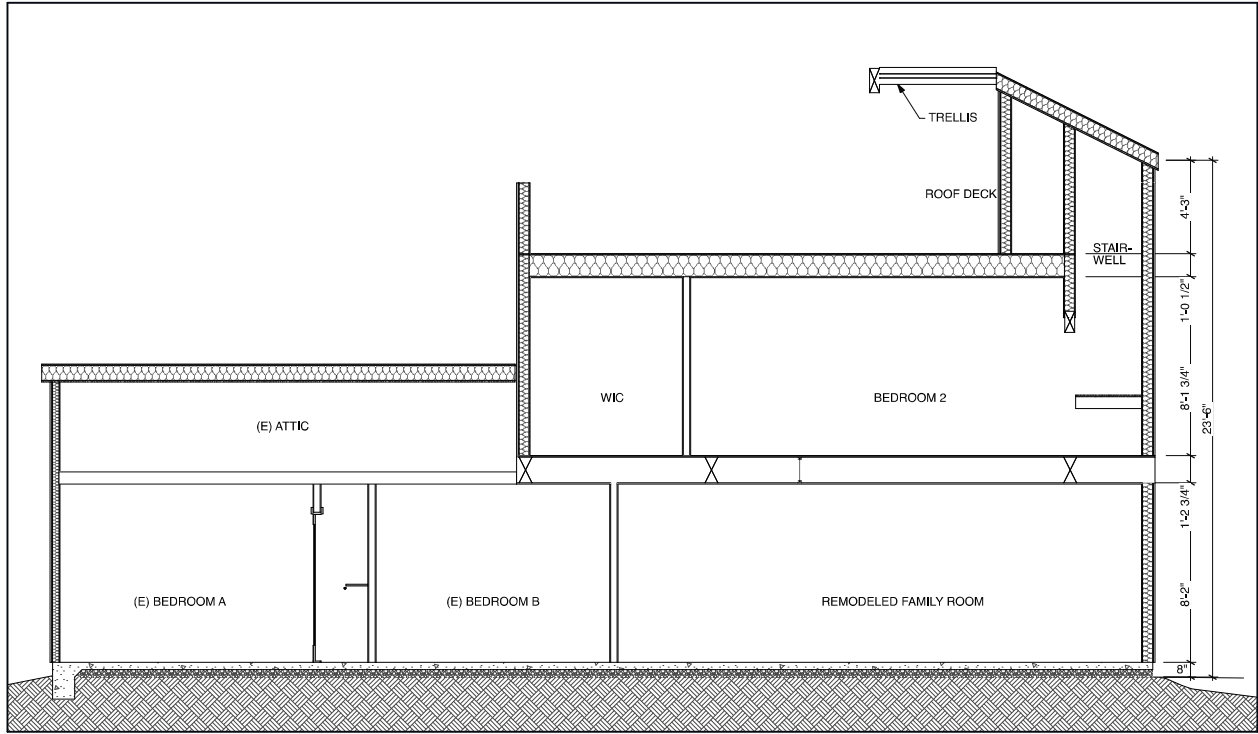 TRELLIS
ROOF DECK
STAIR-
WELL
4'-3"
1'-0 1/2"
WIC
BEDROOM 2
8'-1 3/4"
23'-6"
(E) ATTIC
1'-2 3/4"
(E) BEDROOM A
(E) BEDROOM B
REMODELED FAMILY ROOM
8'-2"
8"